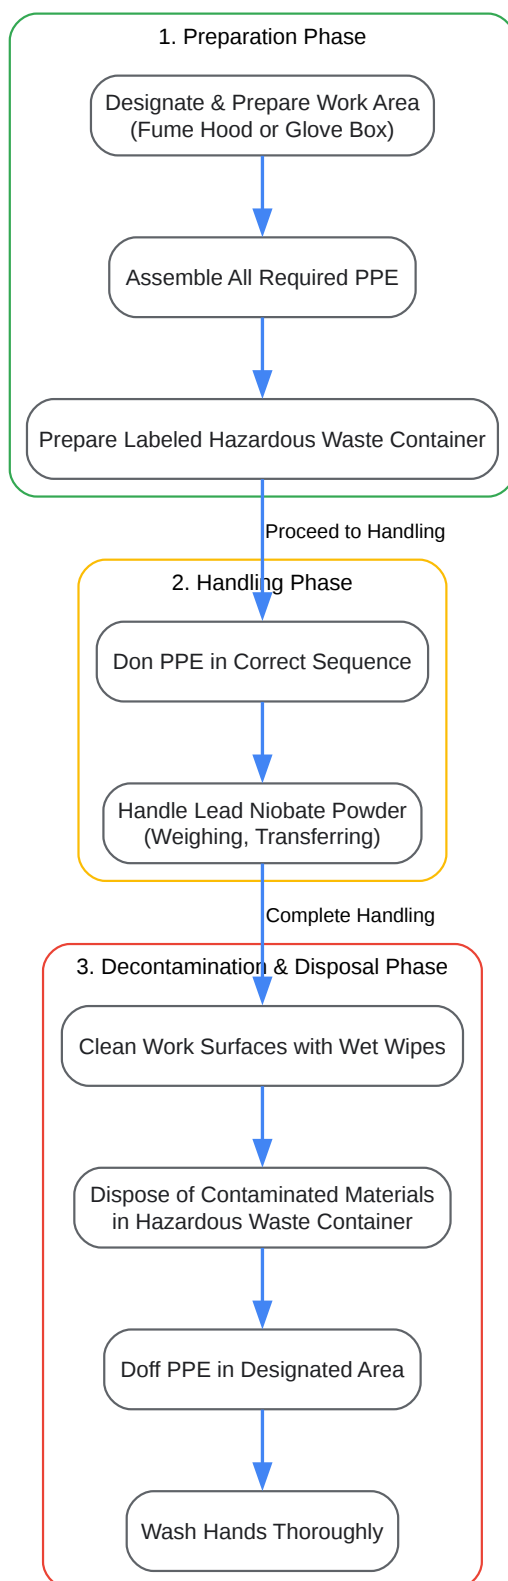 1. Preparation Phase
Designate & Prepare Work Area
(Fume Hood or Glove Box)
Assemble All Required PPE
Prepare Labeled Hazardous Waste Container
Proceed to Handling
2. Handling Phase
Don PPE in Correct Sequence
Handle Lead Niobate Powder
(Weighing, Transferring)
Complete Handling
3. Decontamination & Disposal Phase
Clean Work Surfaces with Wet Wipes
Dispose of Contaminated Materials
in Hazardous Waste Container
Doff PPE in Designated Area
Wash Hands Thoroughly